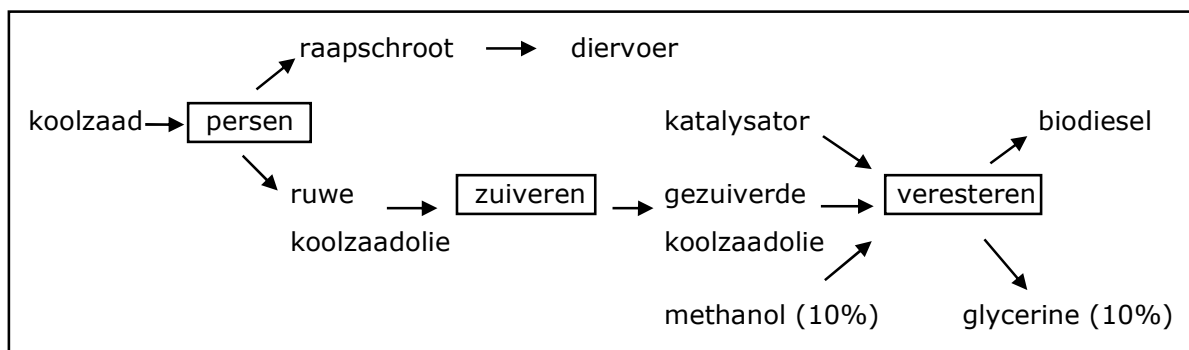 raapschroot diervoer
koolzaad persen katalysator biodiesel
ruwe zuiveren gezuiverde veresteren
koolzaadolie koolzaadolie
methanol (10%) glycerine (10%)